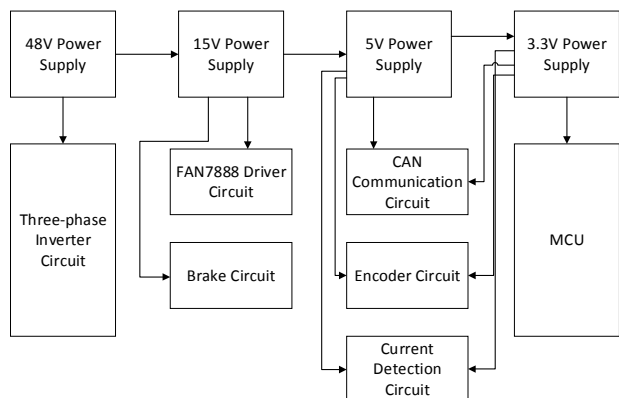 48V Power
Supply
15V Power
Supply
5V Power
Supply
3.3V Power
Supply
Three-phase
Inverter
Circuit
FAN7888 Driver
Circuit
Brake Circuit
CAN
Communication
Circuit
Encoder Circuit
Current
Detection
Circuit
MCU